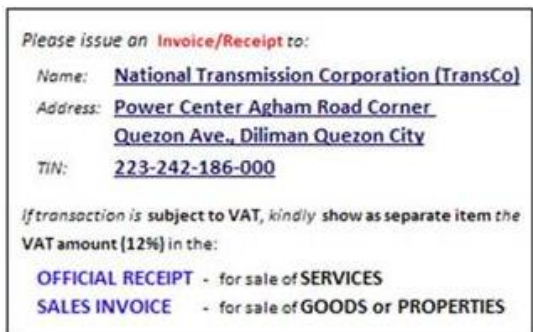 Please issue an Invoice/Receipt to:
Name: National Transmission Corporation (TransCo)
Address: Power Center Agham Road Corner
Quezon Ave., Diliman Quezon City
TIN: 223-242-186-000
If transaction is subject to VAT, kindly show as separate item the
VAT amount (12%) in the:
OFFICIAL RECEIPT - for sale of SERVICES
SALES INVOICE - for sale of GOODS or PROPERTIES